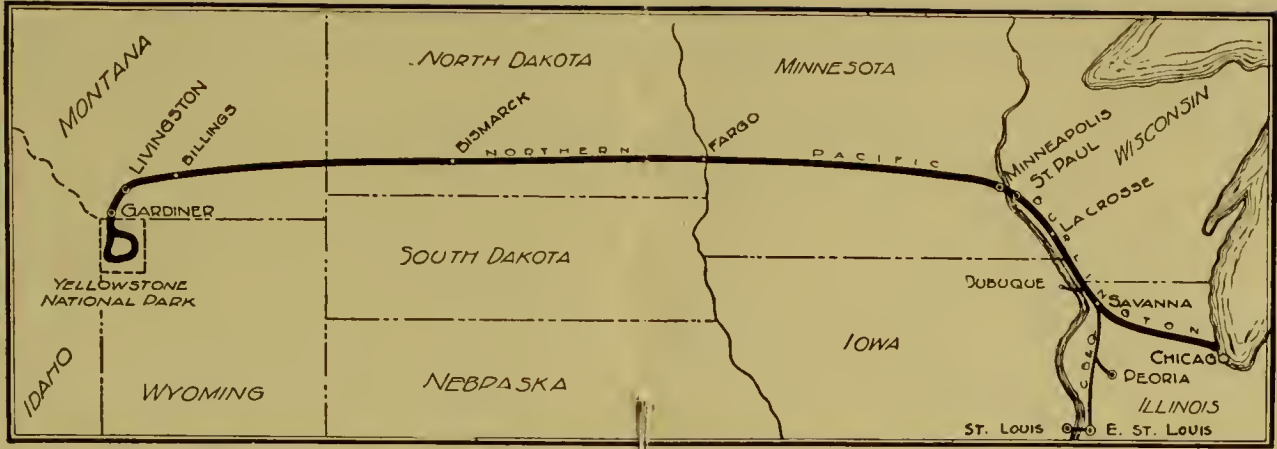 MONTANA
NORTH DAKOTA
MINNESOTA
WISCONSIN
LIVINGSTON
BILLINGS
BISMARCK
FARGO
NORTHERN PACIFIC
MINNEAPOLIS
ST. PAUL
LACROSSE
BURLINGTON
GARDINER
YELLOWSTONE
NATIONAL PARK
SOUTH DAKOTA
DUBUQUE
SAVANNA
IOWA
CHICAGO
C B & Q
PEORIA
IDAHO
WYOMING
NEBRASKA
ILLINOIS
ST. LOUIS
E. ST. LOUIS